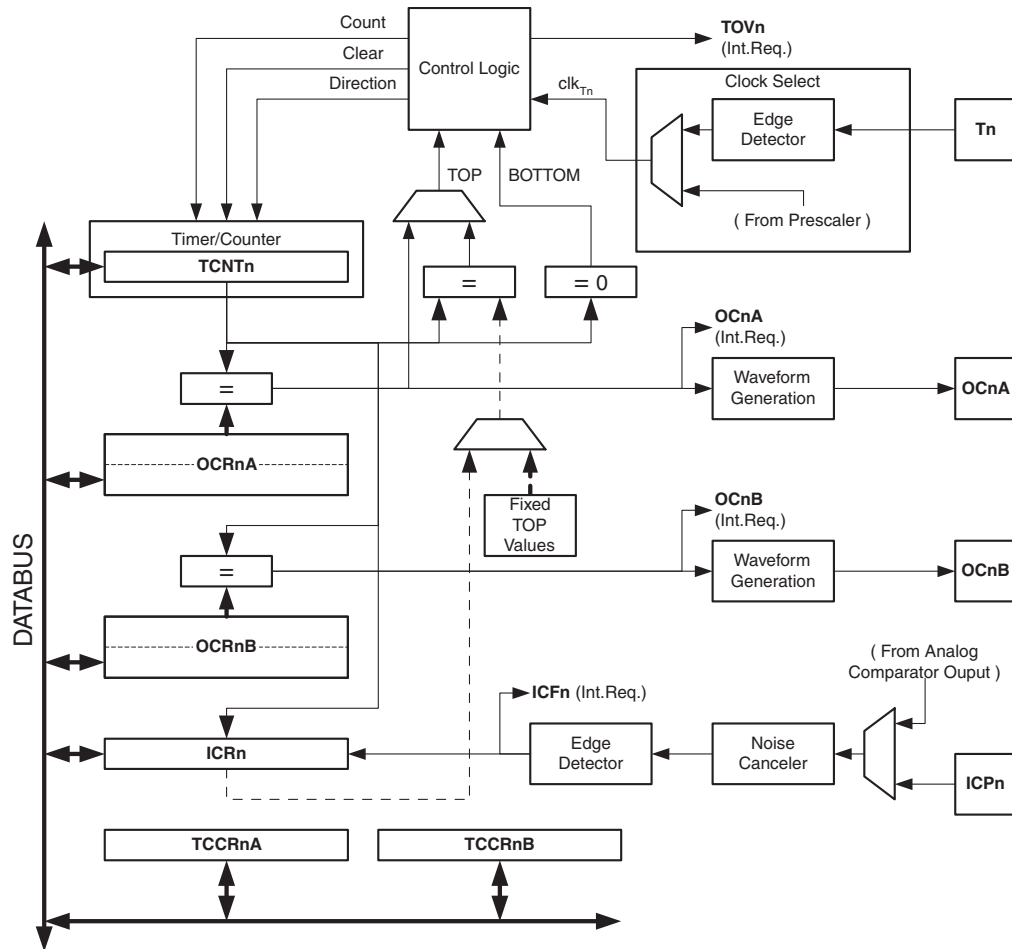 Count
Clear
Direction
Control Logic
TOVn
(Int.Req.)
clkTn
Clock Select
Edge
Detector
Tn
( From Prescaler )
TOP
BOTTOM
Timer/Counter
TCNTn
=
= 0
OCnA
(Int.Req.)
=
Waveform
Generation
OCnA
OCRnA
Fixed
TOP
Values
OCnB
(Int.Req.)
=
Waveform
Generation
OCnB
OCRnB
DATABUS
( From Analog
Comparator Ouput )
ICFn (Int.Req.)
ICRn
Edge
Detector
Noise
Canceler
ICPn
TCCRnA
TCCRnB